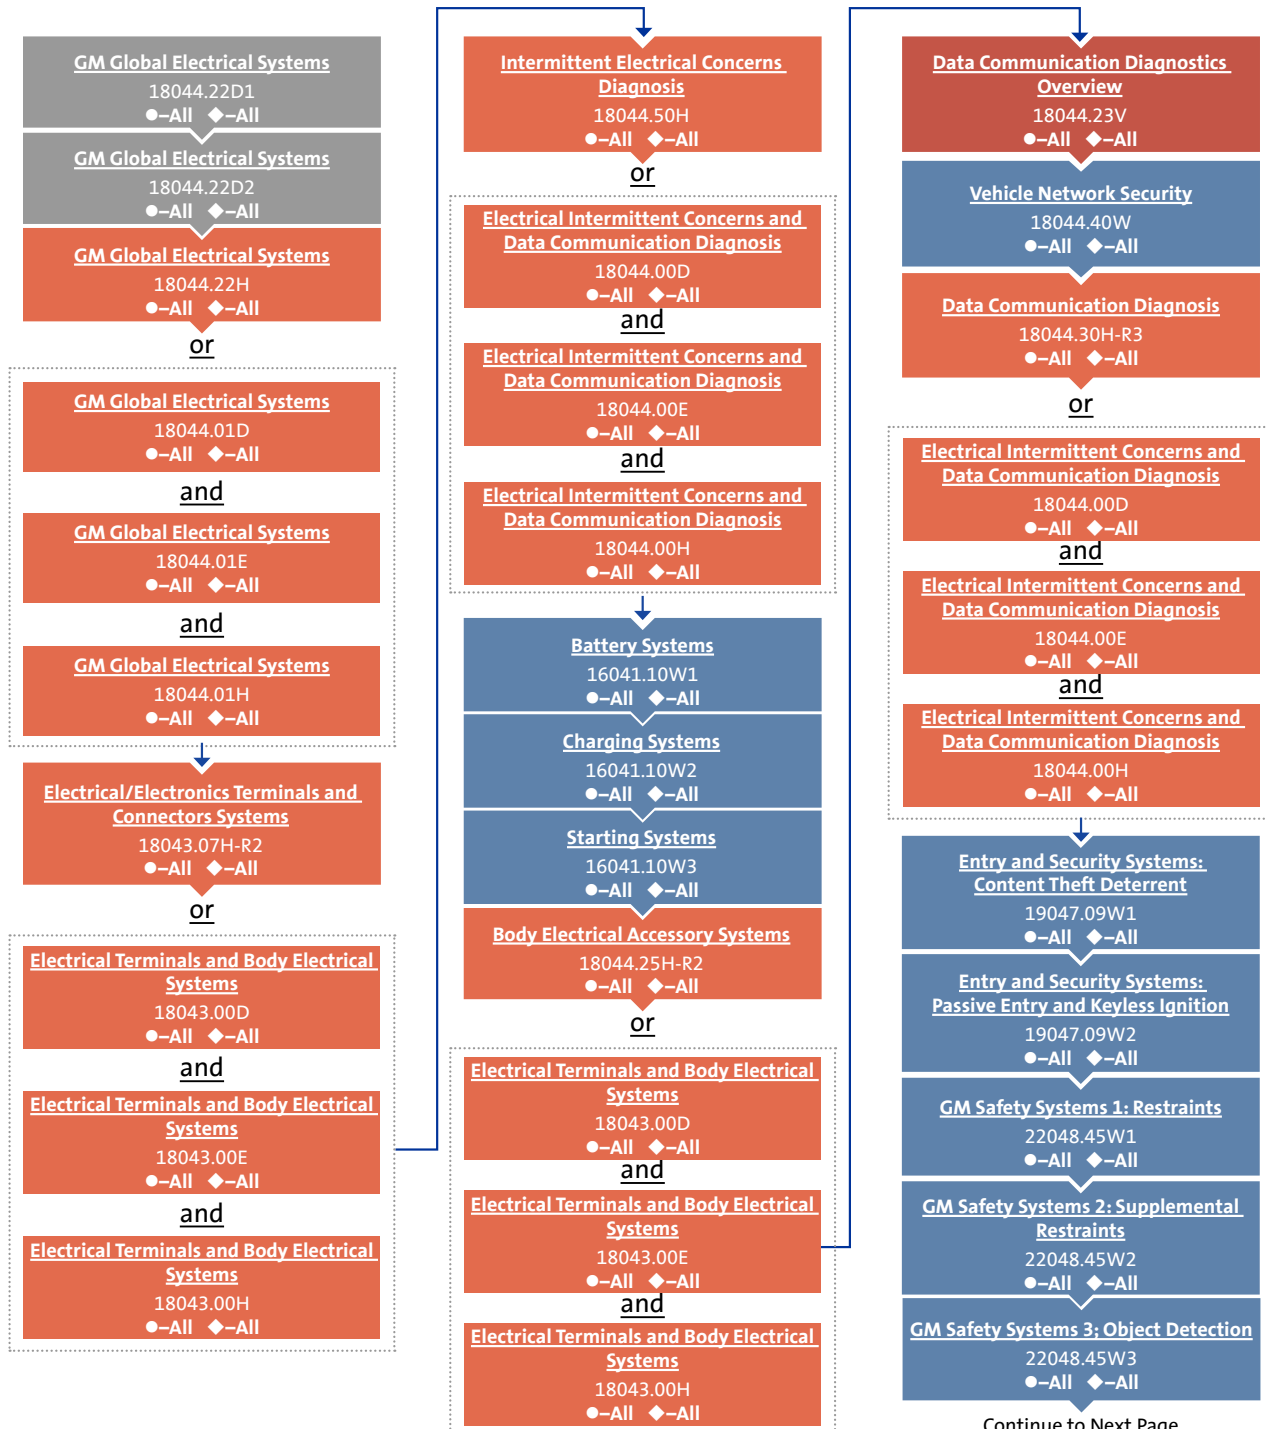 GM Global Electrical Systems
18044.22D1
●–All ◆–All
GM Global Electrical Systems
18044.22D2
●–All ◆–All
GM Global Electrical Systems
18044.22H
●–All ◆–All
or
GM Global Electrical Systems
18044.01D
●–All ◆–All
and
GM Global Electrical Systems
18044.01E
●–All ◆–All
and
GM Global Electrical Systems
18044.01H
●–All ◆–All
Electrical/Electronics Terminals and
Connectors Systems
18043.07H-R2
●–All ◆–All
or
Electrical Terminals and Body Electrical
Systems
18043.00D
●–All ◆–All
and
Electrical Terminals and Body Electrical
Systems
18043.00E
●–All ◆–All
and
Electrical Terminals and Body Electrical
Systems
18043.00H
●–All ◆–All
Intermittent Electrical Concerns
Diagnosis
18044.50H
●–All ◆–All
or
Electrical Intermittent Concerns and
Data Communication Diagnosis
18044.00D
●–All ◆–All
and
Electrical Intermittent Concerns and
Data Communication Diagnosis
18044.00E
●–All ◆–All
and
Electrical Intermittent Concerns and
Data Communication Diagnosis
18044.00H
●–All ◆–All
Battery Systems
16041.10W1
●–All ◆–All
Charging Systems
16041.10W2
●–All ◆–All
Starting Systems
16041.10W3
●–All ◆–All
Body Electrical Accessory Systems
18044.25H-R2
●–All ◆–All
or
Electrical Terminals and Body Electrical
Systems
18043.00D
●–All ◆–All
and
Electrical Terminals and Body Electrical
Systems
18043.00E
●–All ◆–All
and
Electrical Terminals and Body Electrical
Systems
18043.00H
●–All ◆–All
Data Communication Diagnostics
Overview
18044.23V
●–All ◆–All
Vehicle Network Security
18044.40W
●–All ◆–All
Data Communication Diagnosis
18044.30H-R3
●–All ◆–All
or
Electrical Intermittent Concerns and
Data Communication Diagnosis
18044.00D
●–All ◆–All
and
Electrical Intermittent Concerns and
Data Communication Diagnosis
18044.00E
●–All ◆–All
and
Electrical Intermittent Concerns and
Data Communication Diagnosis
18044.00H
●–All ◆–All
Entry and Security Systems:
Content Theft Deterrent
19047.09W1
●–All ◆–All
Entry and Security Systems:
Passive Entry and Keyless Ignition
19047.09W2
●–All ◆–All
GM Safety Systems 1: Restraints
22048.45W1
●–All ◆–All
GM Safety Systems 2: Supplemental
Restraints
22048.45W2
●–All ◆–All
GM Safety Systems 3; Object Detection
22048.45W3
●–All ◆–All
Continue to Next Page